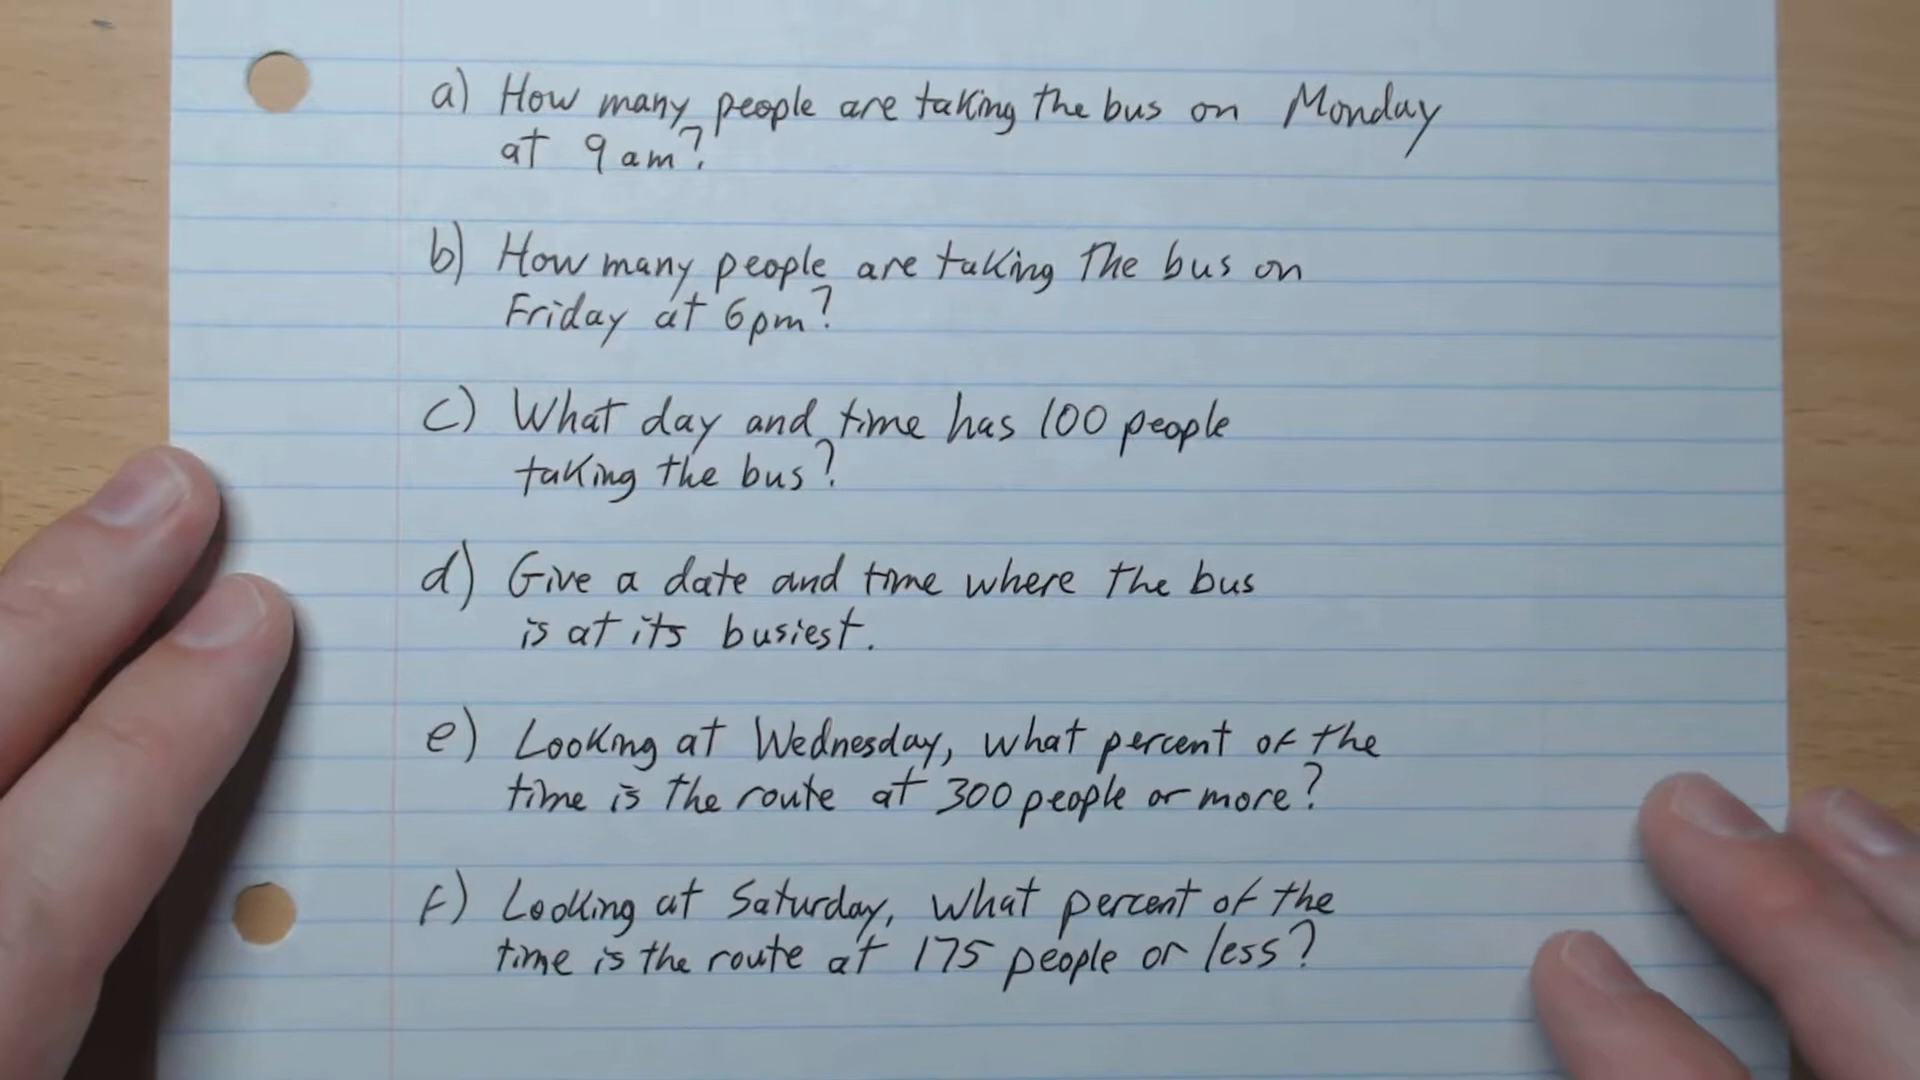 a) How many people are taking the bus on Monday
at 9am?
b) How many people are taking the bus on
Friday at 6pm?
c) What day and time has 100 people
taking the bus?
d) Give a date and time where the bus
is at its busiest.
e) Looking at Wednesday, what percent of the
time is the route at 300 people or more?
f) Looking at Saturday, what percent of the
time is the route at 175 people or less?